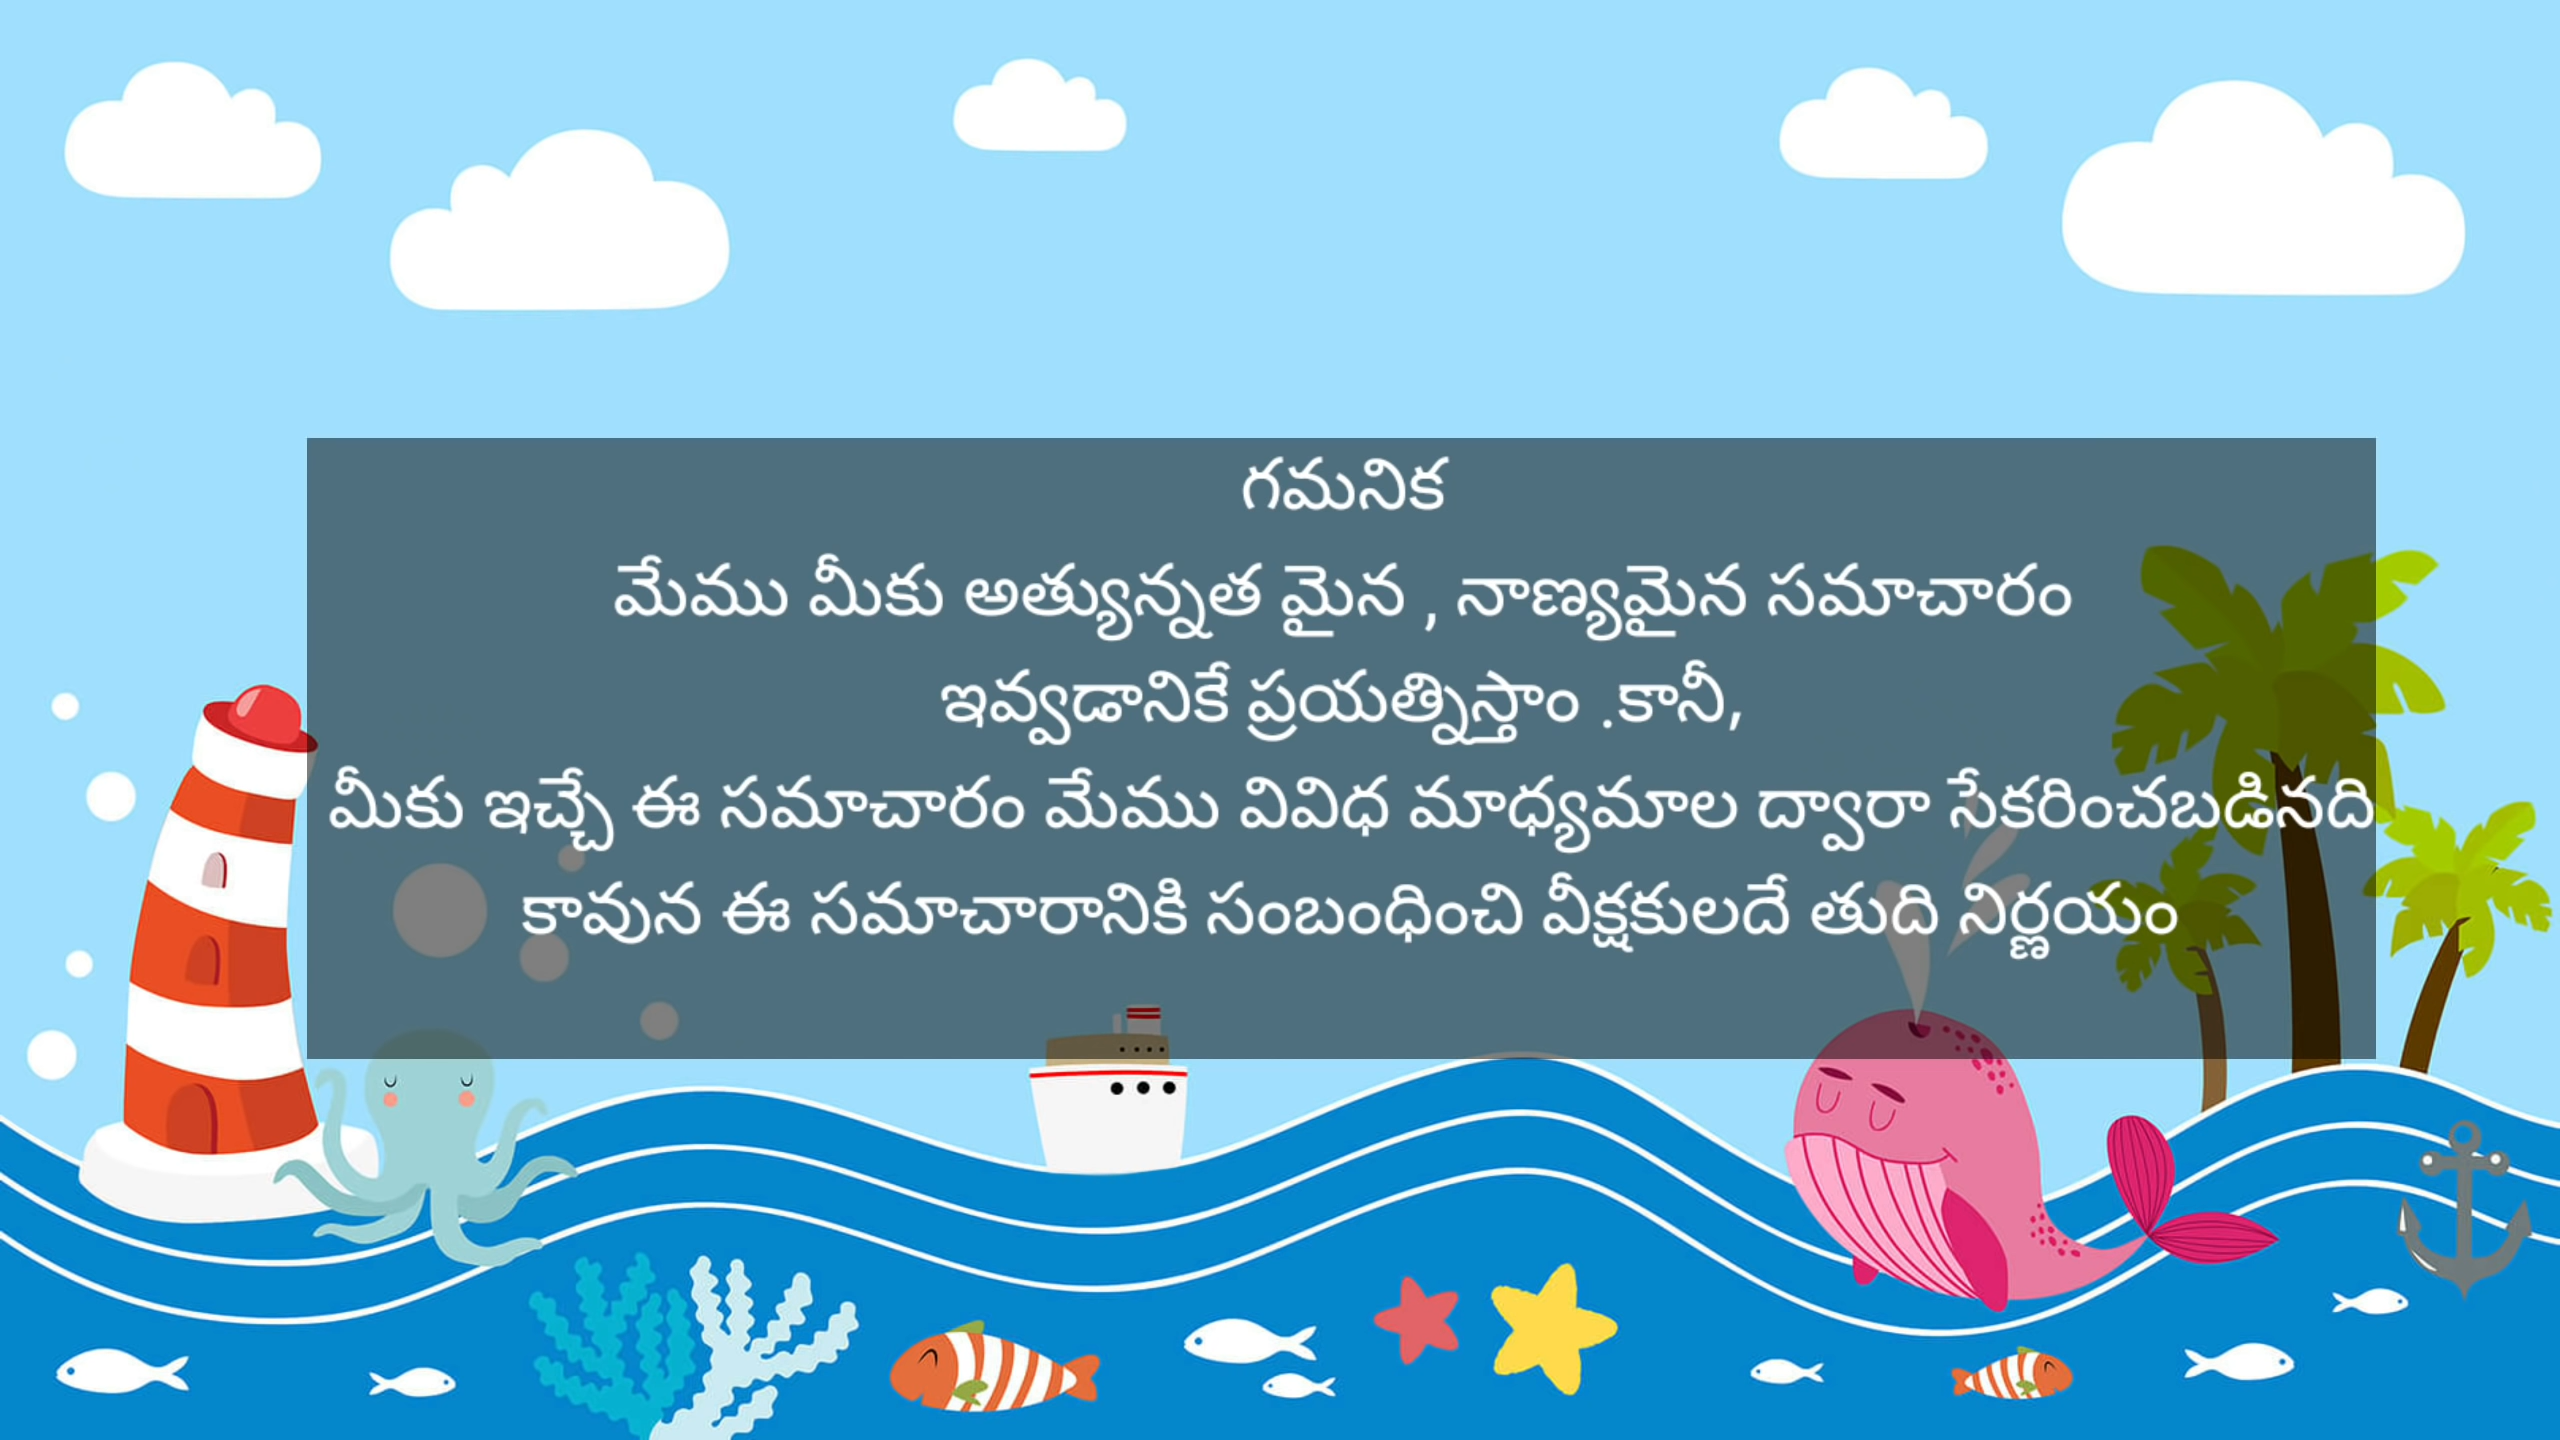 గమనిక
మేము మీకు అత్యున్నత మైన , నాణ్యమైన సమాచారం
ఇవ్వడానికే ప్రయత్నిస్తాం .కానీ,
మీకు ఇచ్చే ఈ సమాచారం మేము వివిధ మాధ్యమాల ద్వారా సేకరించబడినది
కావున ఈ సమాచారానికి సంబంధించి వీక్షకులదే తుది నిర్ణయం